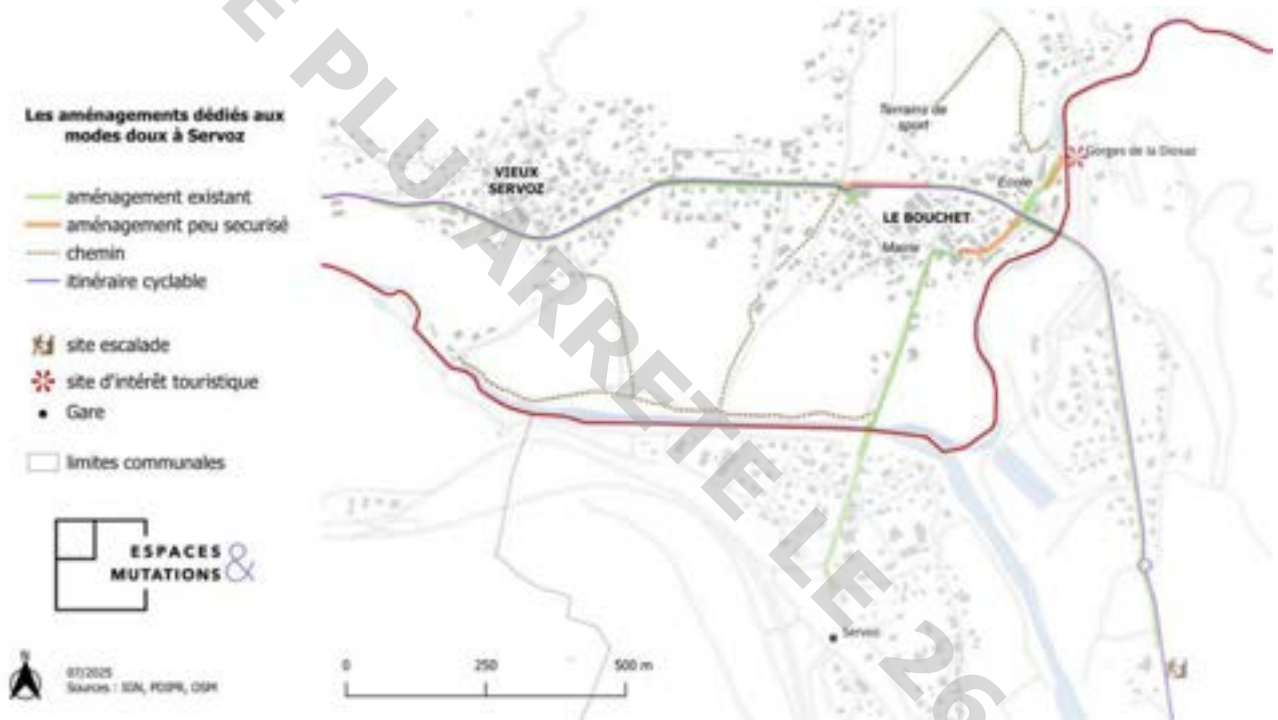 Les aménagements dédiés aux
modes doux à Servoz
aménagement existant
aménagement peu securisé
chemin
itinéraire cyclable
site escalade
site d'intérêt touristique
Gare
limites communales
ESPACES &
MUTATIONS
N
07/2025
Sources : IGN, PDIPR, OSM
0 250 500 m
VIEUX
SERVOZ
Terrains de
sport
Gorges de la Diosaz
École
LE BOUCHET
Mairie
Servoz
E PLU ARRETE LE 26